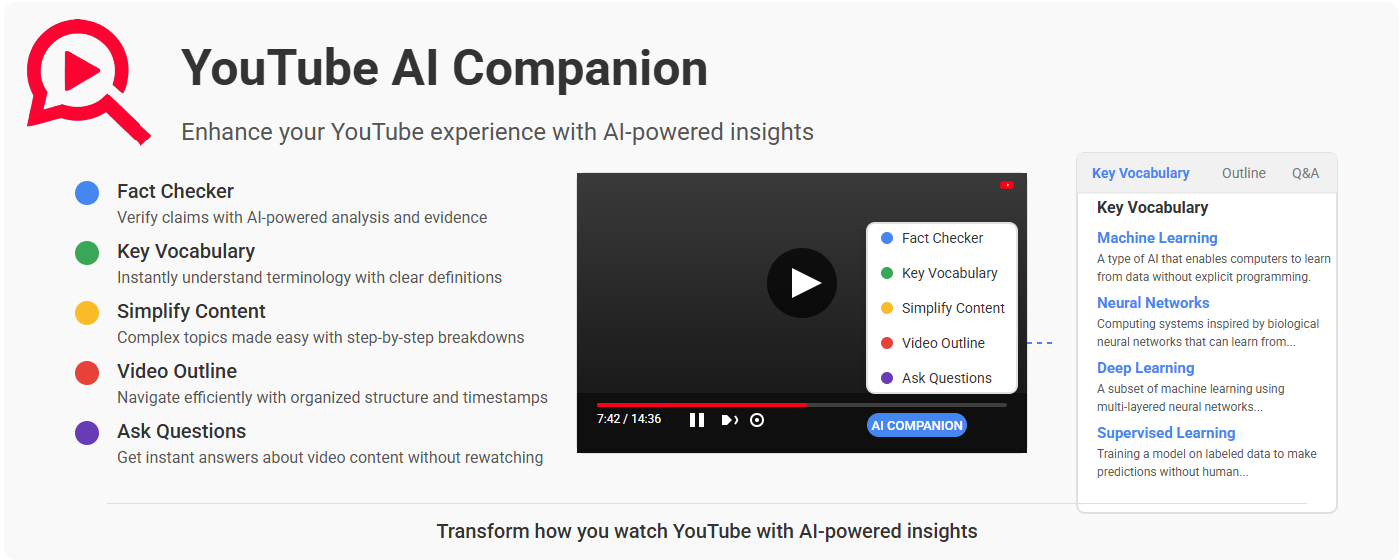 YouTube AI Companion
Enhance your YouTube experience with AI-powered insights
Fact Checker
Verify claims with AI-powered analysis and evidence
Key Vocabulary
Instantly understand terminology with clear definitions
Simplify Content
Complex topics made easy with step-by-step breakdowns
Video Outline
Navigate efficiently with organized structure and timestamps
Ask Questions
Get instant answers about video content without rewatching
Fact Checker
Key Vocabulary
Simplify Content
Video Outline
Ask Questions
7:42 / 14:36
AI COMPANION
Key Vocabulary Outline Q&A
Key Vocabulary
Machine Learning
A type of AI that enables computers to learn
from data without explicit programming.
Neural Networks
Computing systems inspired by biological
neural networks that can learn from...
Deep Learning
A subset of machine learning using
multi-layered neural networks...
Supervised Learning
Training a model on labeled data to make
predictions without human...
Transform how you watch YouTube with AI-powered insights